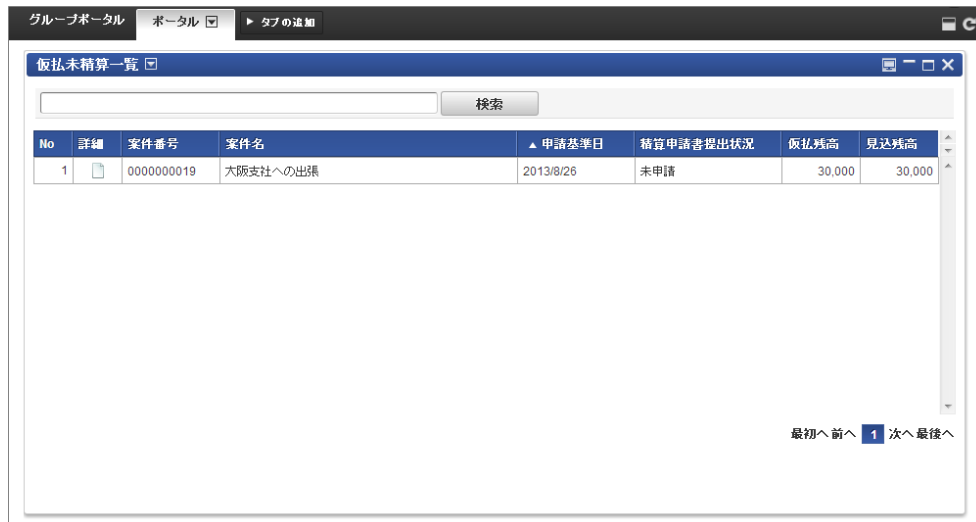 グループポータル ポータル タブの追加
仮払未精算一覧
検索
No 詳細 案件番号 案件名 ▲ 申請基準日 精算申請書提出状況 仮払残高 見込残高
1 0000000019 大阪支社への出張 2013/8/26 未申請 30,000 30,000
最初へ 前へ 1 次へ 最後へ